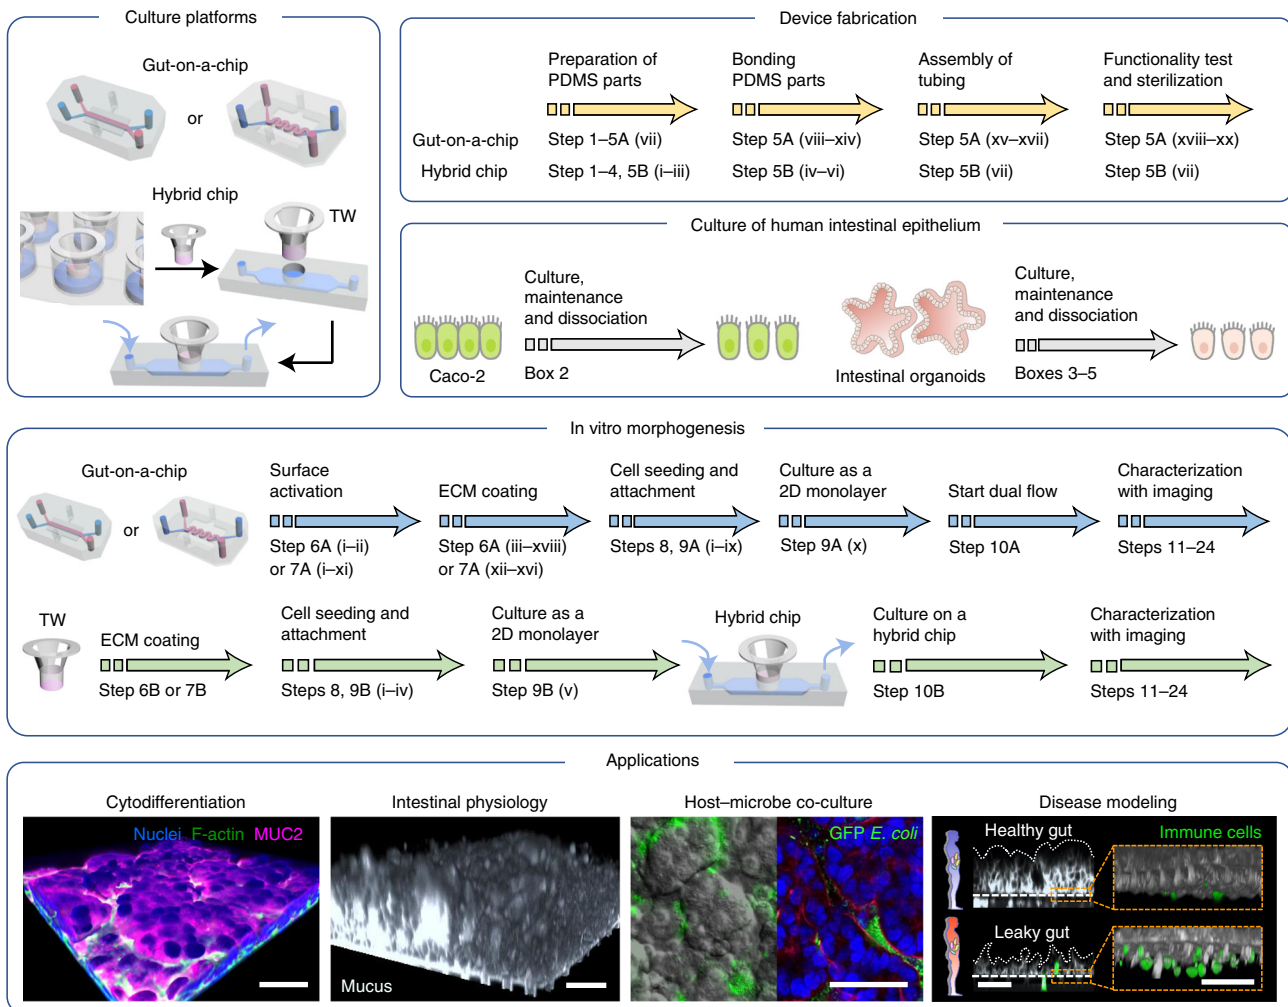 Culture platforms
Gut-on-a-chip
or
Hybrid chip
TW
Device fabrication
Preparation of
PDMS parts
Bonding
PDMS parts
Assembly of
tubing
Functionality test
and sterilization
Gut-on-a-chip
Step 1–5A (vii)
Step 5A (viii–xiv)
Step 5A (xv–xvii)
Step 5A (xviii–xx)
Hybrid chip
Step 1–4, 5B (i–iii)
Step 5B (iv–vi)
Step 5B (vii)
Step 5B (vii)
Culture of human intestinal epithelium
Culture,
maintenance
and dissociation
Caco-2
Box 2
Culture,
maintenance
and dissociation
Intestinal organoids
Boxes 3–5
In vitro morphogenesis
Gut-on-a-chip
or
Surface
activation
Step 6A (i–ii)
or 7A (i–xi)
ECM coating
Step 6A (iii–xviii)
or 7A (xii–xvi)
Cell seeding and
attachment
Steps 8, 9A (i–ix)
Culture as a
2D monolayer
Step 9A (x)
Start dual flow
Step 10A
Characterization
with imaging
Steps 11–24
TW
ECM coating
Step 6B or 7B
Cell seeding and
attachment
Steps 8, 9B (i–iv)
Culture as a
2D monolayer
Step 9B (v)
Hybrid chip
Culture on a
hybrid chip
Step 10B
Characterization
with imaging
Steps 11–24
Applications
Cytodifferentiation
Nuclei F-actin MUC2
Intestinal physiology
Mucus
Host–microbe co-culture
GFP E. coli
Disease modeling
Healthy gut
Immune cells
Leaky gut